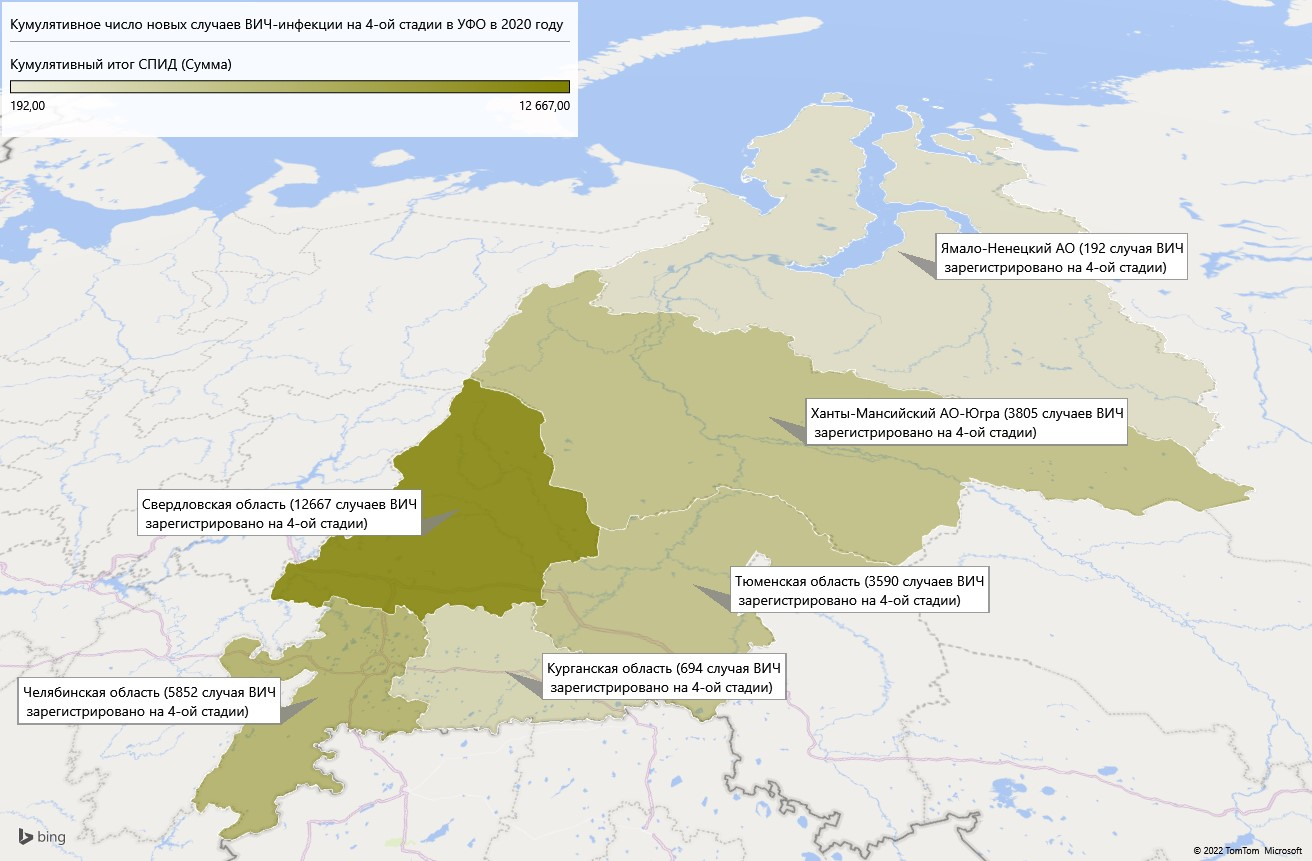 Кумулятивное число новых случаев ВИЧ-инфекции на 4-ой стадии в УФО в 2020 году
Кумулятивный итог СПИД (Сумма)
192,00 12 667,00
Ямало-Ненецкий АО (192 случая ВИЧ
зарегистрировано на 4-ой стадии)
Ханты-Мансийский АО-Югра (3805 случаев ВИЧ
зарегистрировано на 4-ой стадии)
Свердловская область (12667 случаев ВИЧ
зарегистрировано на 4-ой стадии)
Тюменская область (3590 случаев ВИЧ
зарегистрировано на 4-ой стадии)
Курганская область (694 случая ВИЧ
зарегистрировано на 4-ой стадии)
Челябинская область (5852 случая ВИЧ
зарегистрировано на 4-ой стадии)
bing
© 2022 TomTom Microsoft